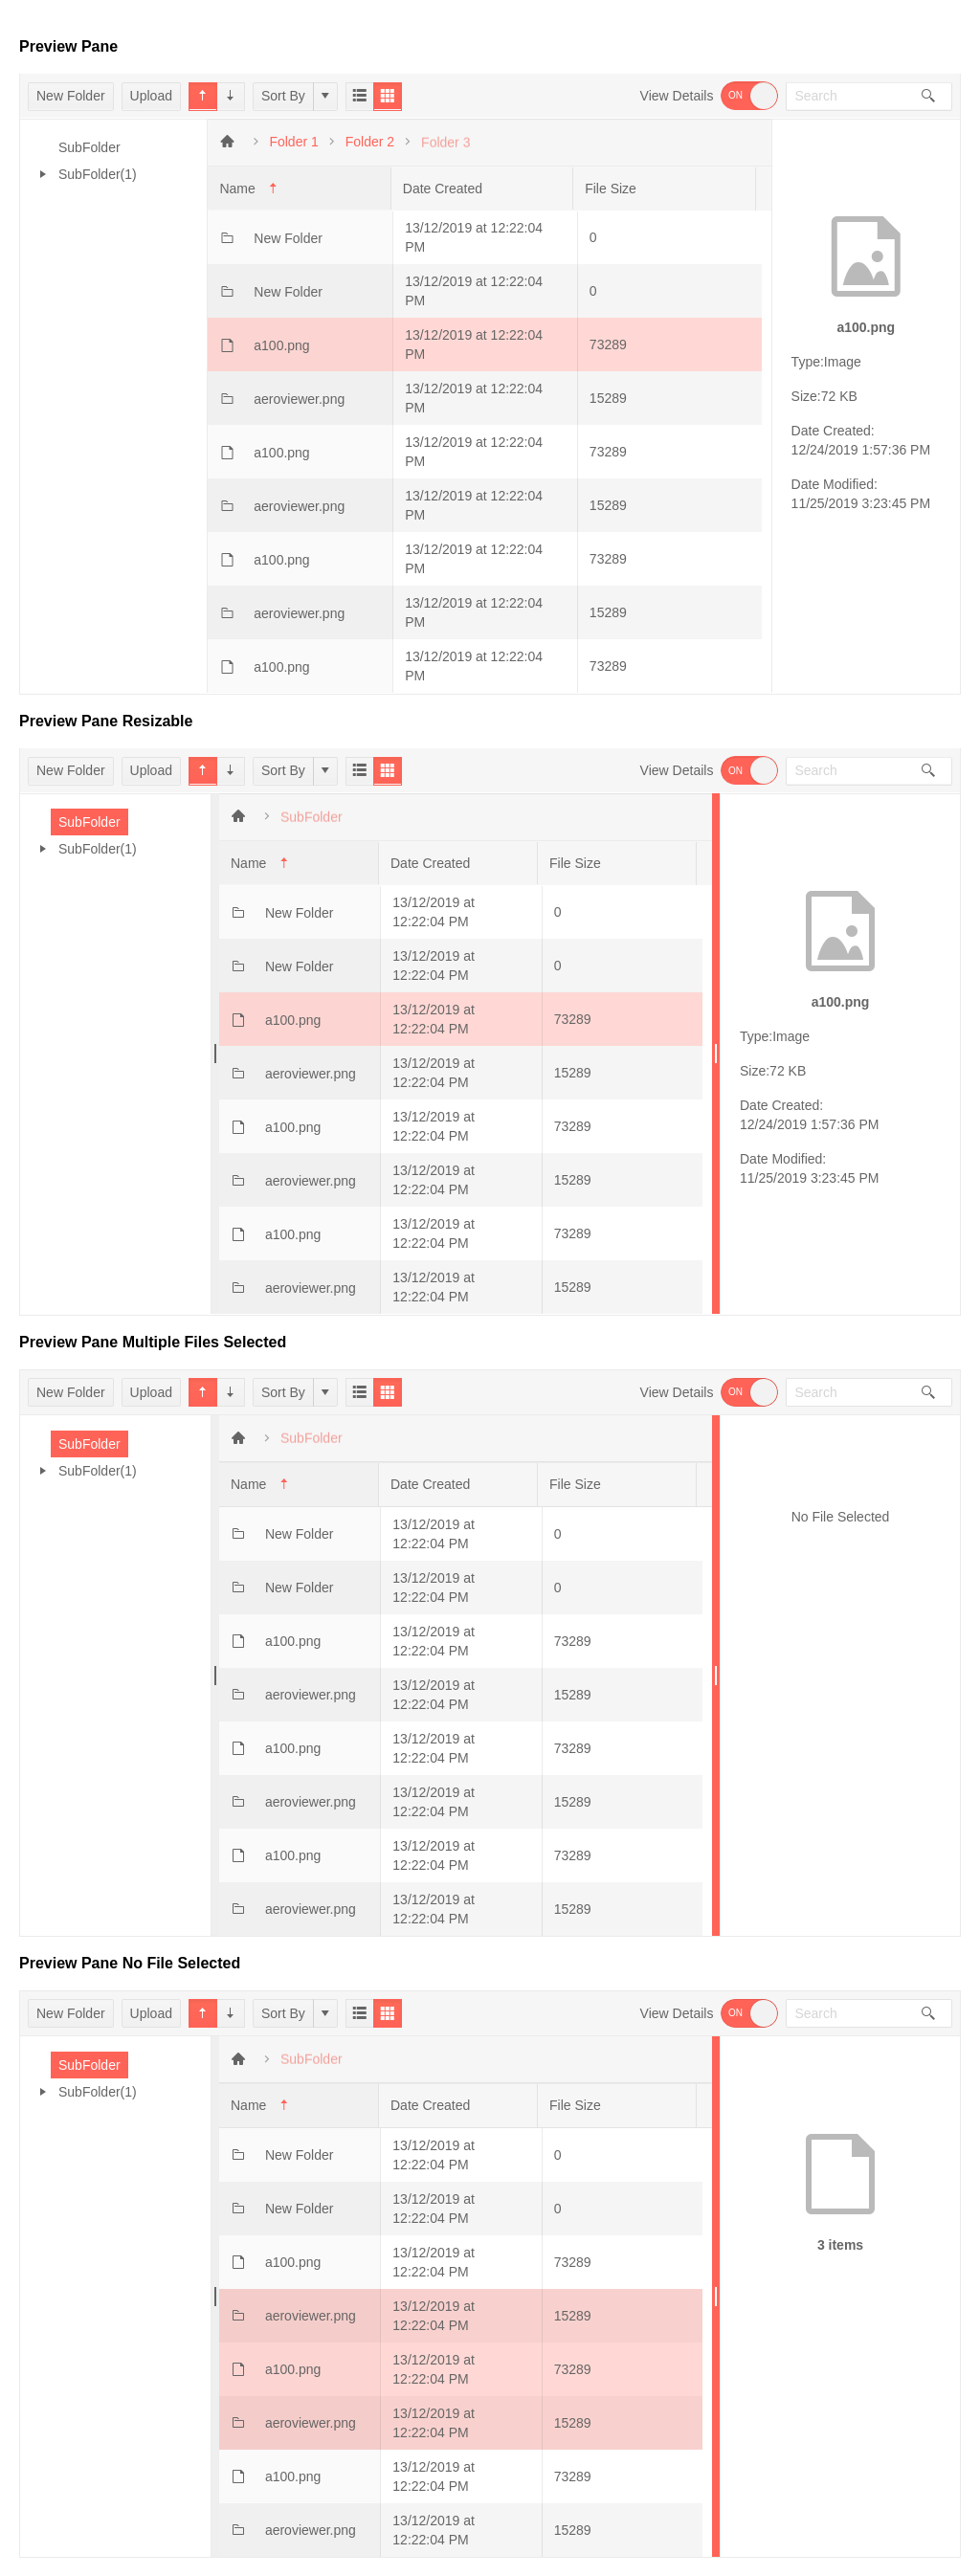 Preview Pane
New Folder Upload Sort By View Details ON Search
SubFolder
SubFolder(1)
Folder 1 Folder 2 Folder 3
Name Date Created File Size
New Folder 13/12/2019 at 12:22:04 PM 0
New Folder 13/12/2019 at 12:22:04 PM 0
a100.png 13/12/2019 at 12:22:04 PM 73289
aeroviewer.png 13/12/2019 at 12:22:04 PM 15289
a100.png 13/12/2019 at 12:22:04 PM 73289
aeroviewer.png 13/12/2019 at 12:22:04 PM 15289
a100.png 13/12/2019 at 12:22:04 PM 73289
aeroviewer.png 13/12/2019 at 12:22:04 PM 15289
a100.png 13/12/2019 at 12:22:04 PM 73289
a100.png
Type:Image
Size:72 KB
Date Created:
12/24/2019 1:57:36 PM
Date Modified:
11/25/2019 3:23:45 PM
Preview Pane Resizable
New Folder Upload Sort By View Details ON Search
SubFolder
SubFolder(1)
SubFolder
Name Date Created File Size
New Folder 13/12/2019 at 12:22:04 PM 0
New Folder 13/12/2019 at 12:22:04 PM 0
a100.png 13/12/2019 at 12:22:04 PM 73289
aeroviewer.png 13/12/2019 at 12:22:04 PM 15289
a100.png 13/12/2019 at 12:22:04 PM 73289
aeroviewer.png 13/12/2019 at 12:22:04 PM 15289
a100.png 13/12/2019 at 12:22:04 PM 73289
aeroviewer.png 13/12/2019 at 12:22:04 PM 15289
a100.png
Type:Image
Size:72 KB
Date Created:
12/24/2019 1:57:36 PM
Date Modified:
11/25/2019 3:23:45 PM
Preview Pane Multiple Files Selected
New Folder Upload Sort By View Details ON Search
SubFolder
SubFolder(1)
SubFolder
Name Date Created File Size
New Folder 13/12/2019 at 12:22:04 PM 0
New Folder 13/12/2019 at 12:22:04 PM 0
a100.png 13/12/2019 at 12:22:04 PM 73289
aeroviewer.png 13/12/2019 at 12:22:04 PM 15289
a100.png 13/12/2019 at 12:22:04 PM 73289
aeroviewer.png 13/12/2019 at 12:22:04 PM 15289
a100.png 13/12/2019 at 12:22:04 PM 73289
aeroviewer.png 13/12/2019 at 12:22:04 PM 15289
No File Selected
Preview Pane No File Selected
New Folder Upload Sort By View Details ON Search
SubFolder
SubFolder(1)
SubFolder
Name Date Created File Size
New Folder 13/12/2019 at 12:22:04 PM 0
New Folder 13/12/2019 at 12:22:04 PM 0
a100.png 13/12/2019 at 12:22:04 PM 73289
aeroviewer.png 13/12/2019 at 12:22:04 PM 15289
a100.png 13/12/2019 at 12:22:04 PM 73289
aeroviewer.png 13/12/2019 at 12:22:04 PM 15289
a100.png 13/12/2019 at 12:22:04 PM 73289
aeroviewer.png 13/12/2019 at 12:22:04 PM 15289
3 items